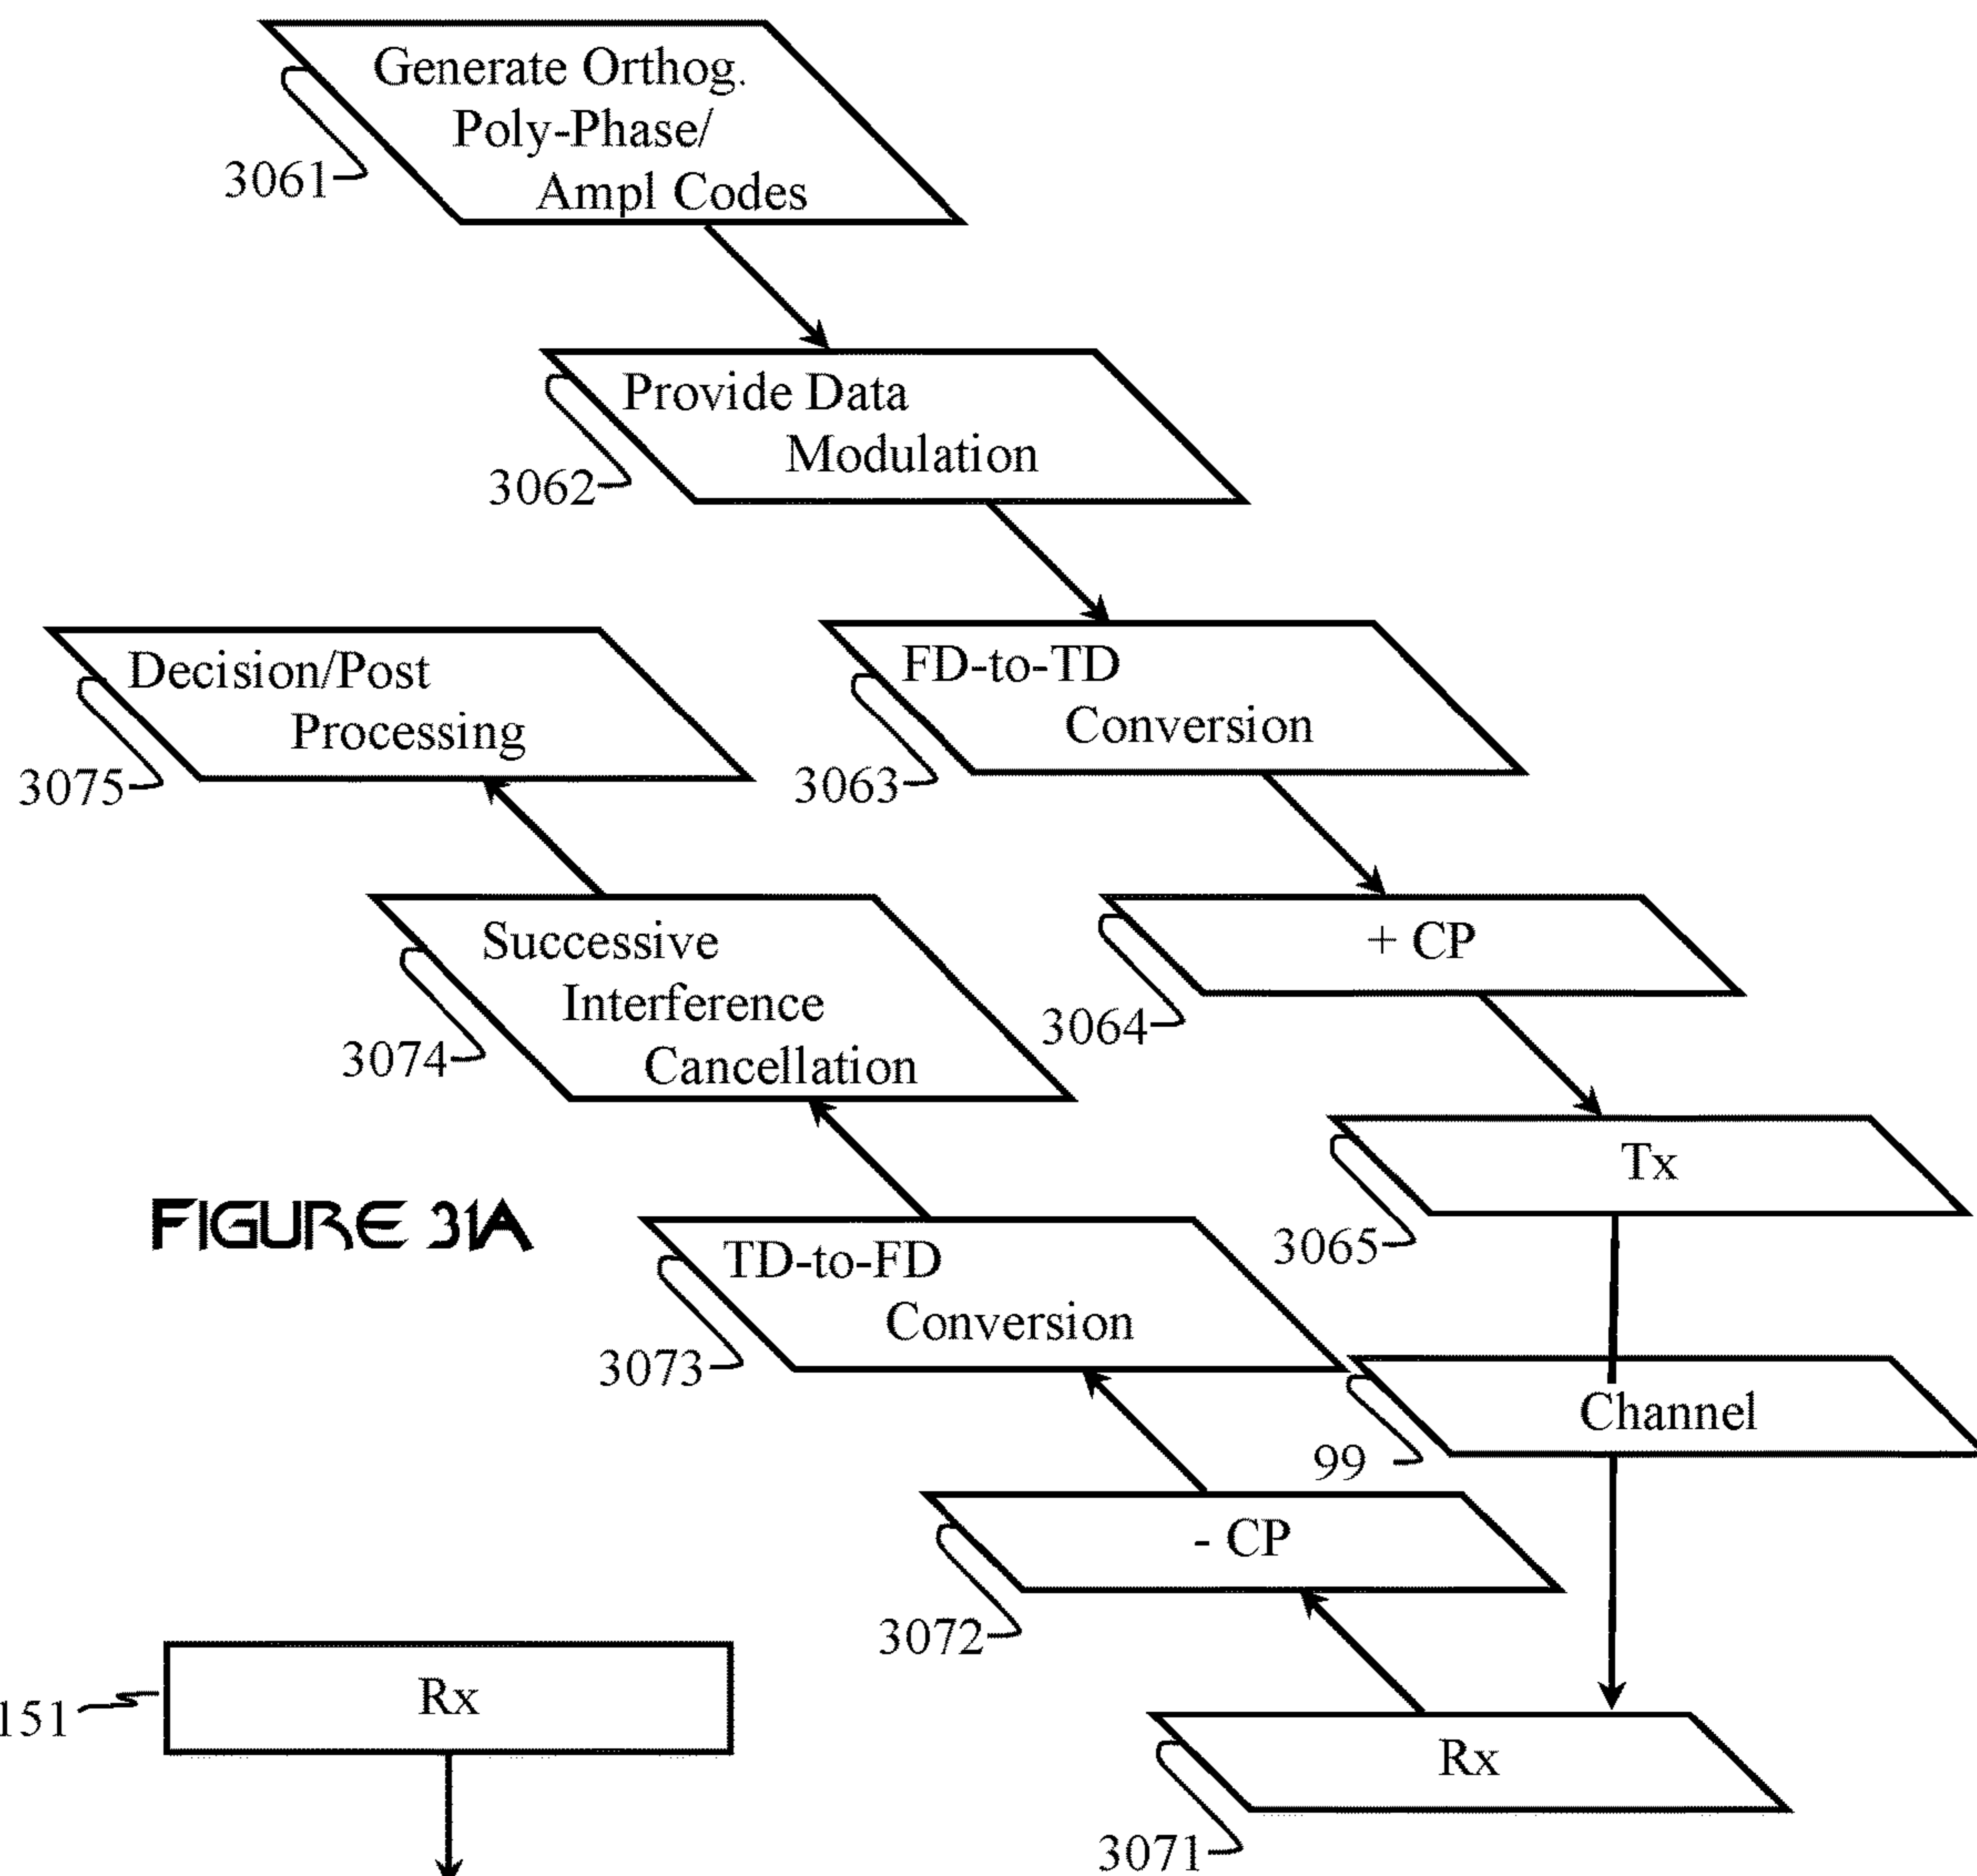 Generate Orthog.
Poly-Phase/
Ampl Codes
3061
Provide Data
Modulation
3062
Decision/Post
Processing
3075
FD-to-TD
Conversion
3063
Successive
Interference
Cancellation
3074
+ CP
3064
Tx
3065
FIGURE 31A
TD-to-FD
Conversion
3073
Channel
99
- CP
3072
Rx
151
Rx
3071